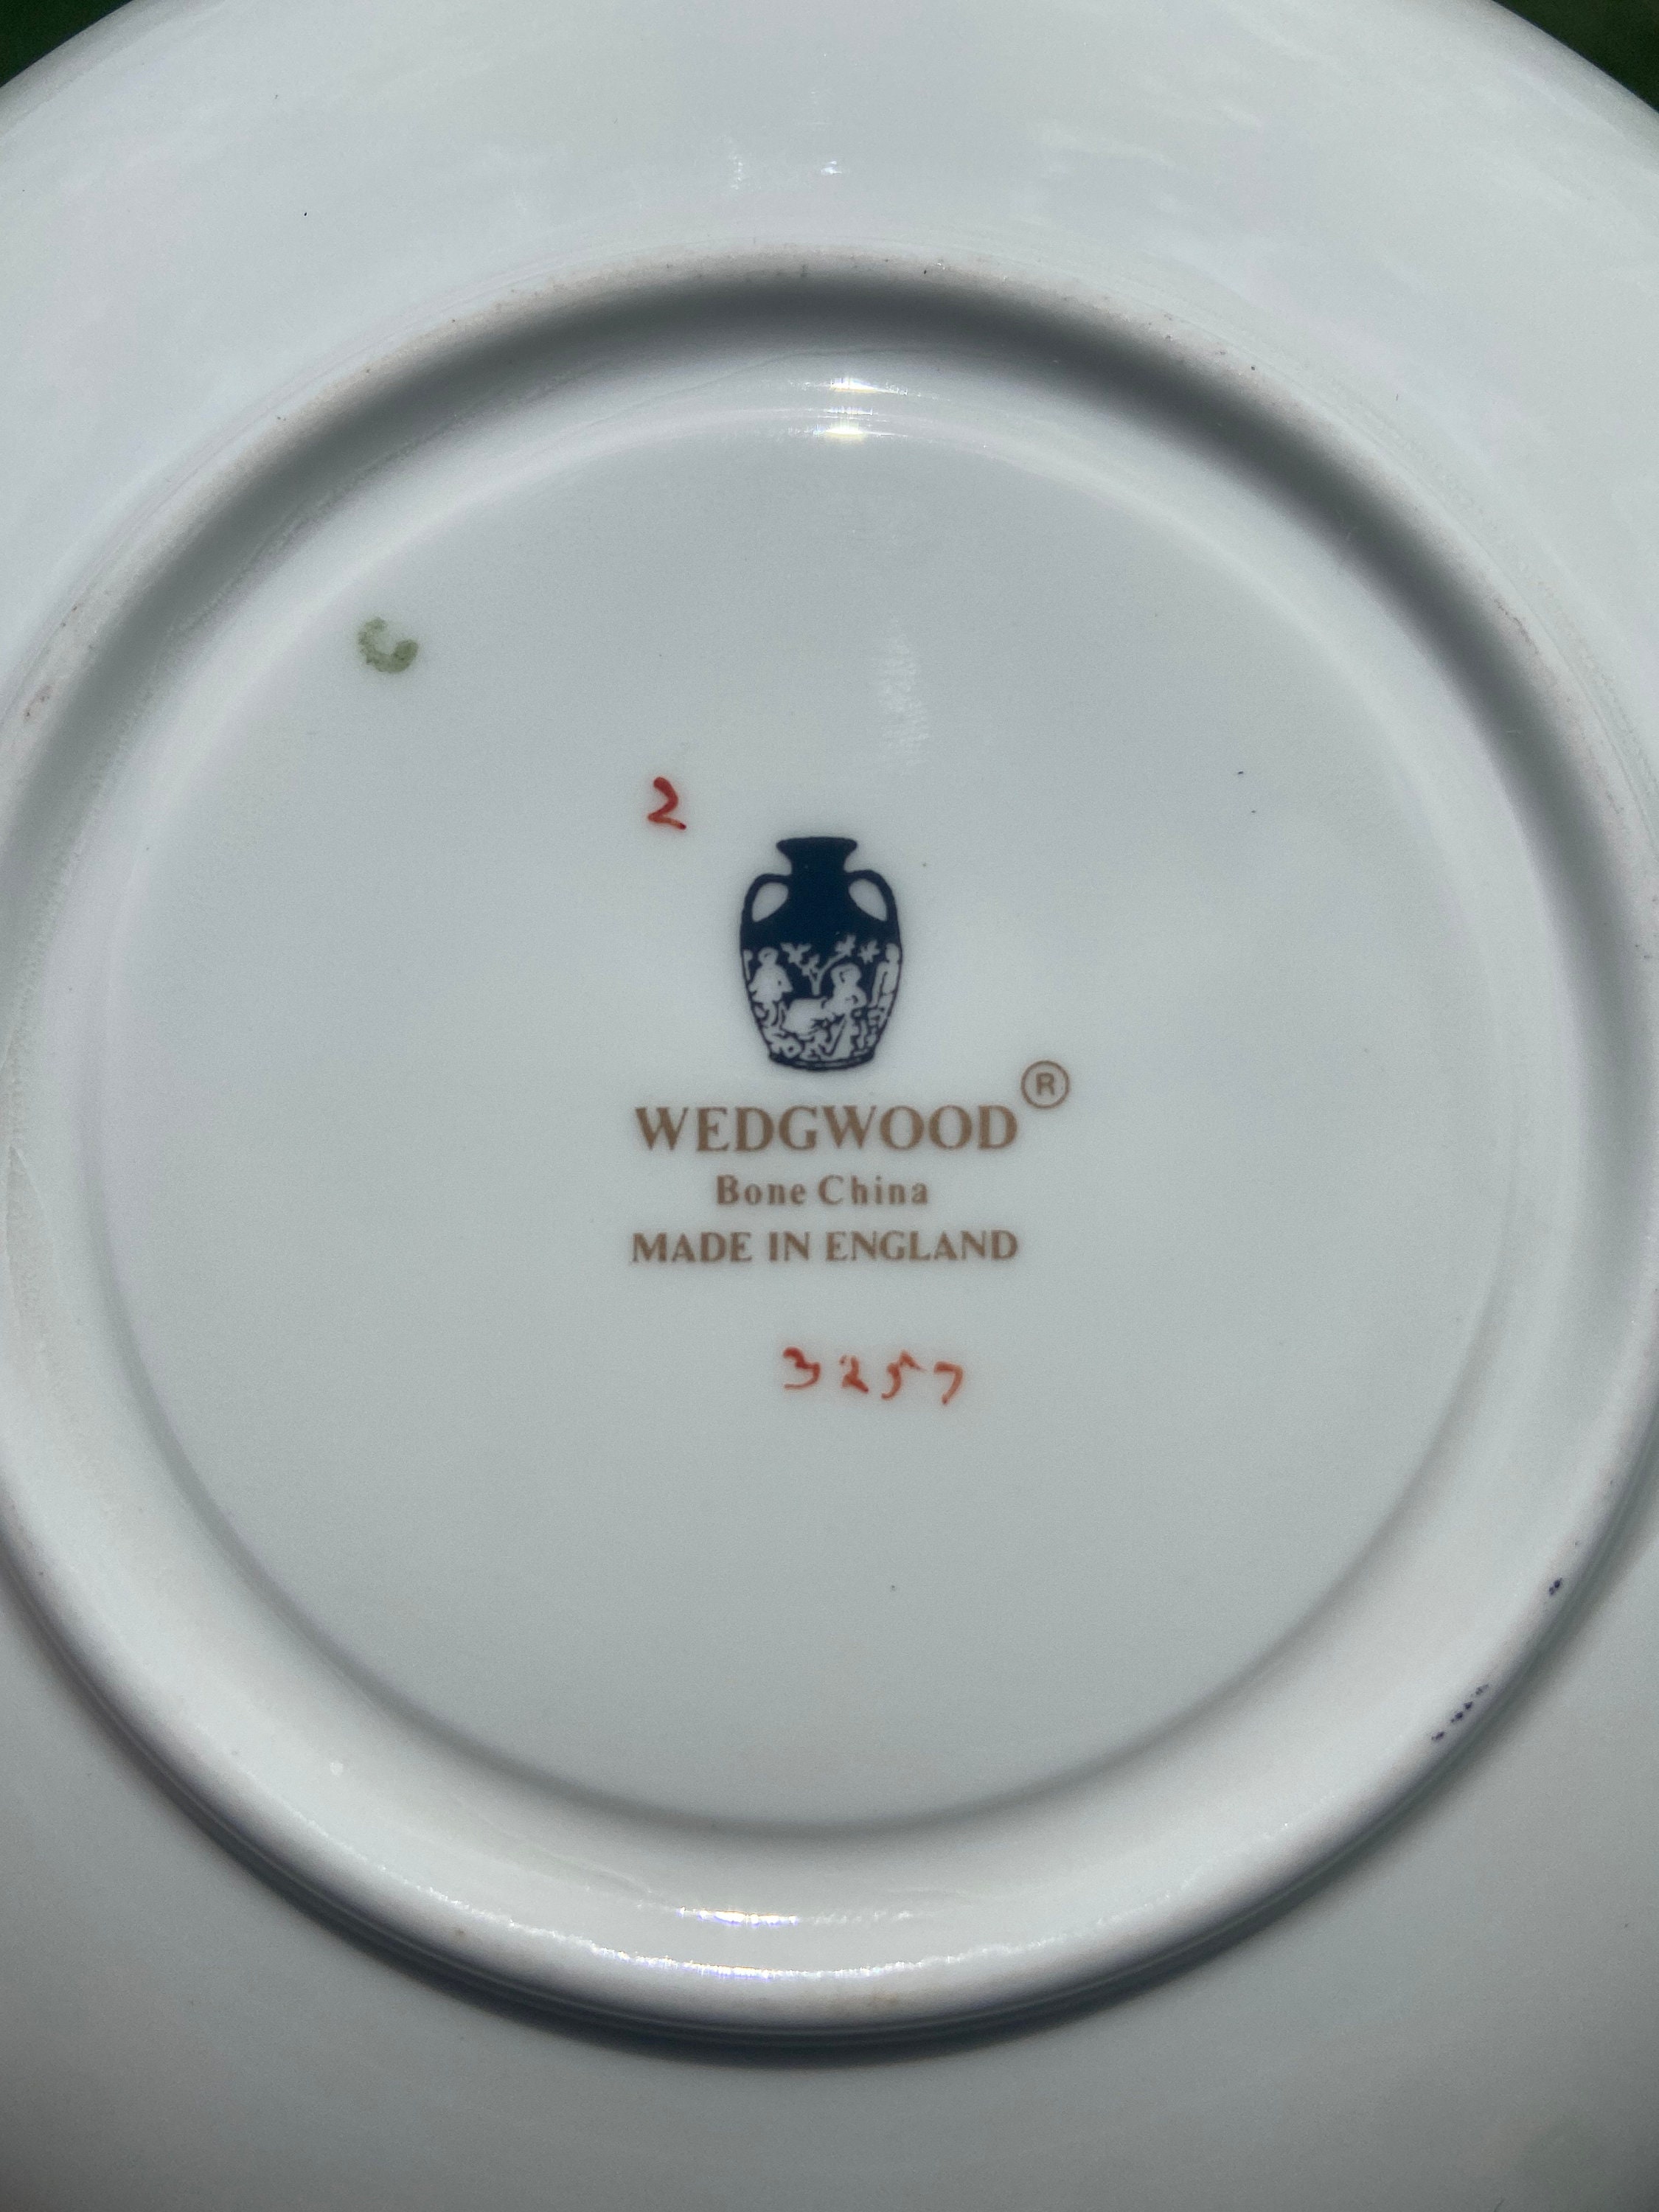 2
WEDGWOOD®
Bone China
MADE IN ENGLAND
3257